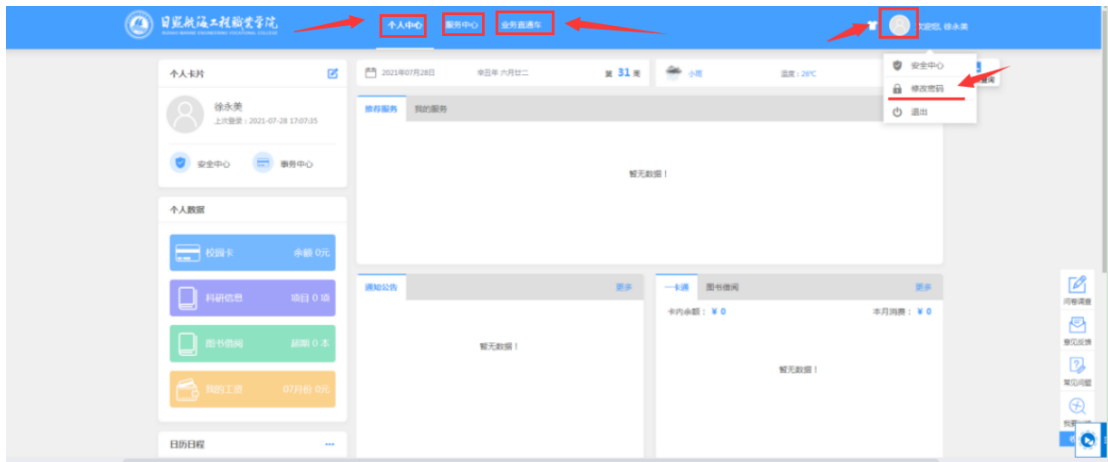 日照航海工程职业学院
个人中心 服务中心 业务直通车
徐永美
安全中心
修改密码
退出
个人卡片
徐永美
上次登录：2021-07-28 17:07:35
安全中心 事务中心
2021年07月28日 辛丑年 六月廿二 第 31 周 小雨 温度：26℃
推荐服务 我的服务
暂无数据！
个人数据
校园卡 余额 0元
科研信息 项目 0 项
图书借阅 超期 0 本
我的工资 07月份 0元
日历日程
通知公告 更多
暂无数据！
一卡通 图书借阅 更多
卡内余额：￥ 0 本月消费：￥ 0
暂无数据！
问卷调查
意见反馈
常见问题